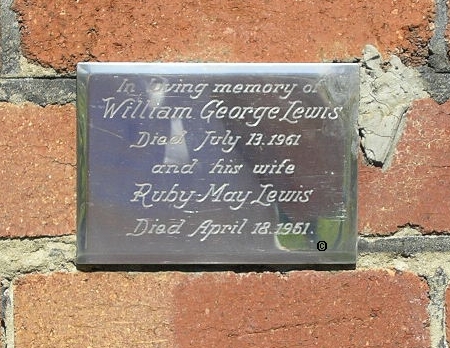 In loving memory of
William George Lewis
Died July 13. 1961
and his wife
Ruby May Lewis
Died April 18. 1951.
©